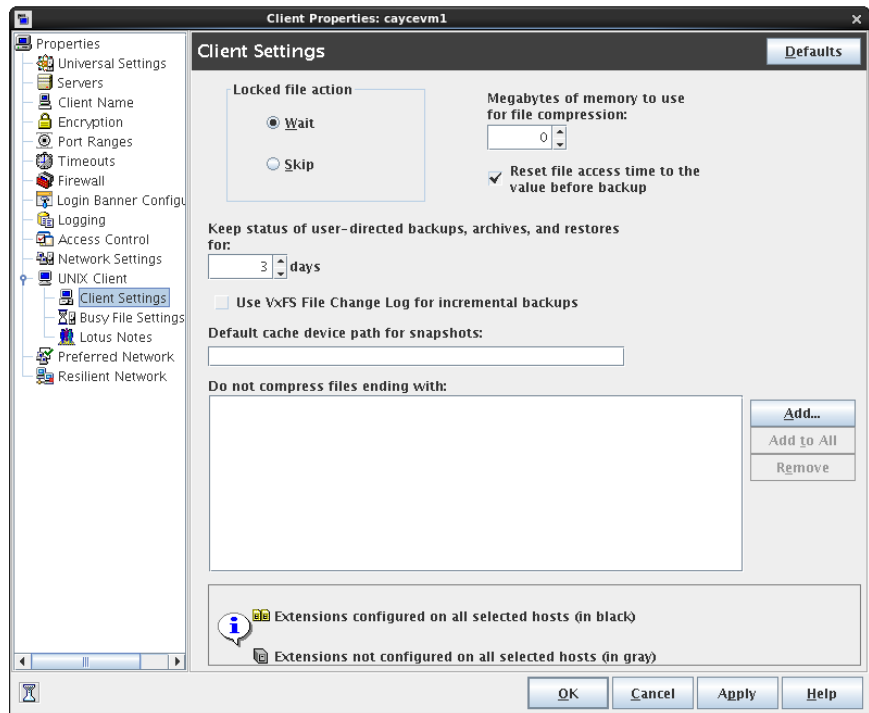 Client Properties: caycevm1
Properties
Universal Settings
Servers
Client Name
Encryption
Port Ranges
Timeouts
Firewall
Login Banner Configu
Logging
Access Control
Network Settings
UNIX Client
Client Settings
Busy File Settings
Lotus Notes
Preferred Network
Resilient Network
Client Settings
Defaults
Locked file action
Wait
Skip
Megabytes of memory to use
for file compression:
0
Reset file access time to the
value before backup
Keep status of user-directed backups, archives, and restores
for:
3 days
Use VxFS File Change Log for incremental backups
Default cache device path for snapshots:
Do not compress files ending with:
Add...
Add to All
Remove
Extensions configured on all selected hosts (in black)
Extensions not configured on all selected hosts (in gray)
OK
Cancel
Apply
Help